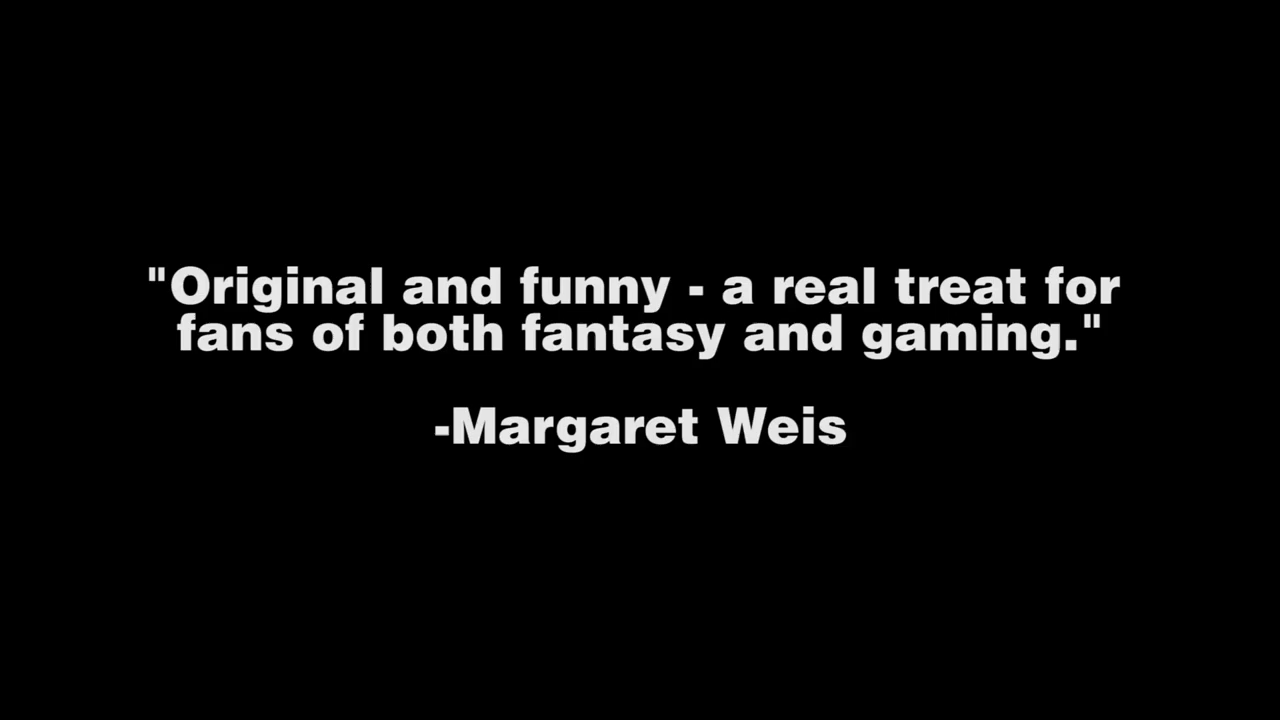 "Original and funny - a real treat for
fans of both fantasy and gaming."
-Margaret Weis